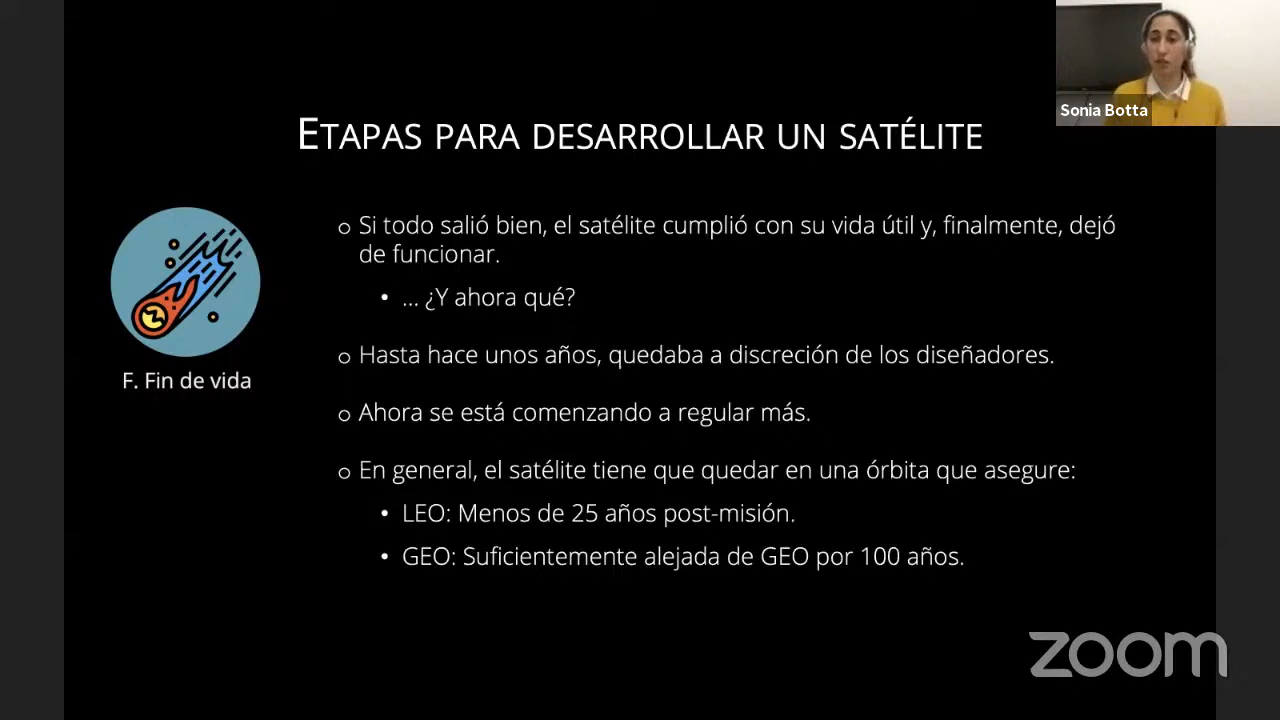 Sonia Botta
ETAPAS PARA DESARROLLAR UN SATÉLITE
F. Fin de vida
o Si todo salió bien, el satélite cumplió con su vida útil y, finalmente, dejó
de funcionar.
• ... ¿Y ahora qué?
o Hasta hace unos años, quedaba a discreción de los diseñadores.
o Ahora se está comenzando a regular más.
o En general, el satélite tiene que quedar en una órbita que asegure:
• LEO: Menos de 25 años post-misión.
• GEO: Suficientemente alejada de GEO por 100 años.
zoom